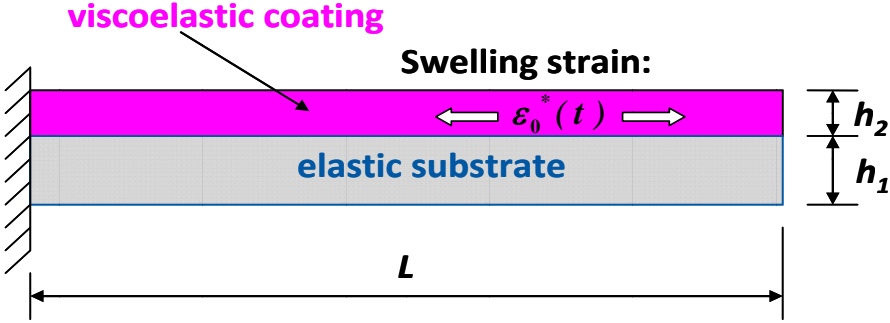 viscoelastic coating
Swelling strain:
ε₀*(t)
h₂
elastic substrate
h₁
L